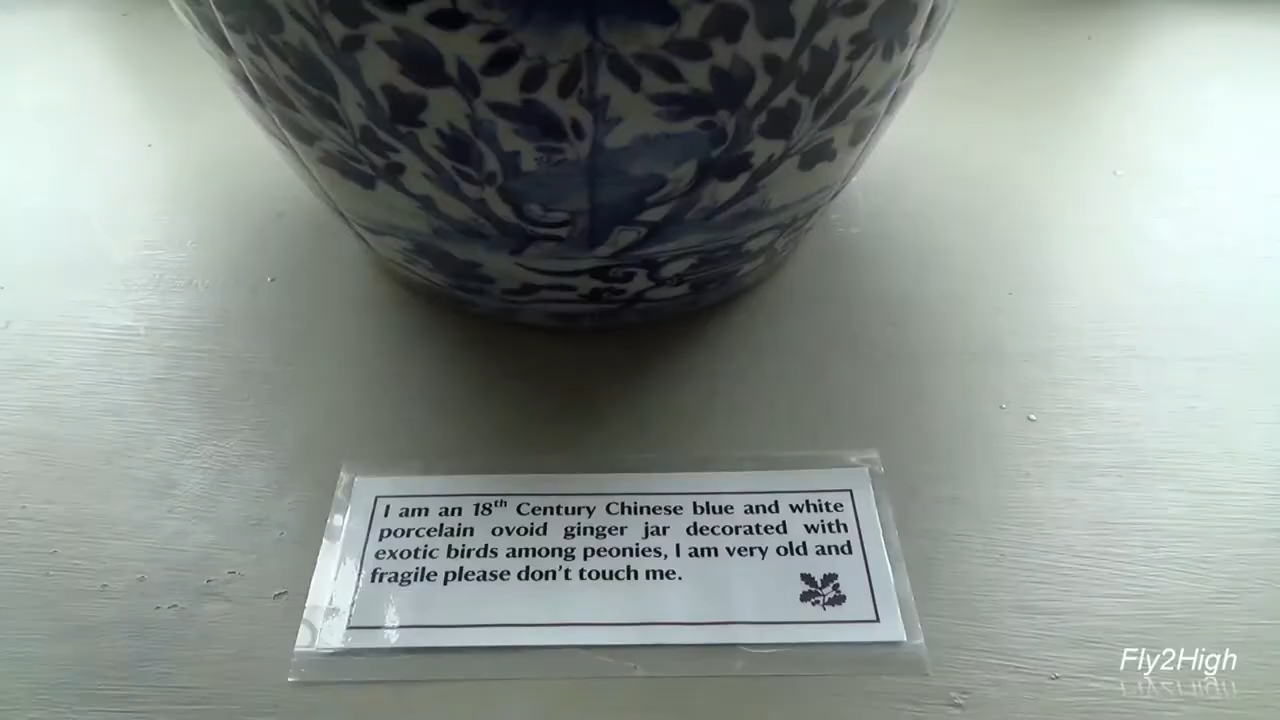 I am an 18th Century Chinese blue and white
porcelain ovoid ginger jar decorated with
exotic birds among peonies, I am very old and
fragile please don't touch me.
Fly2High